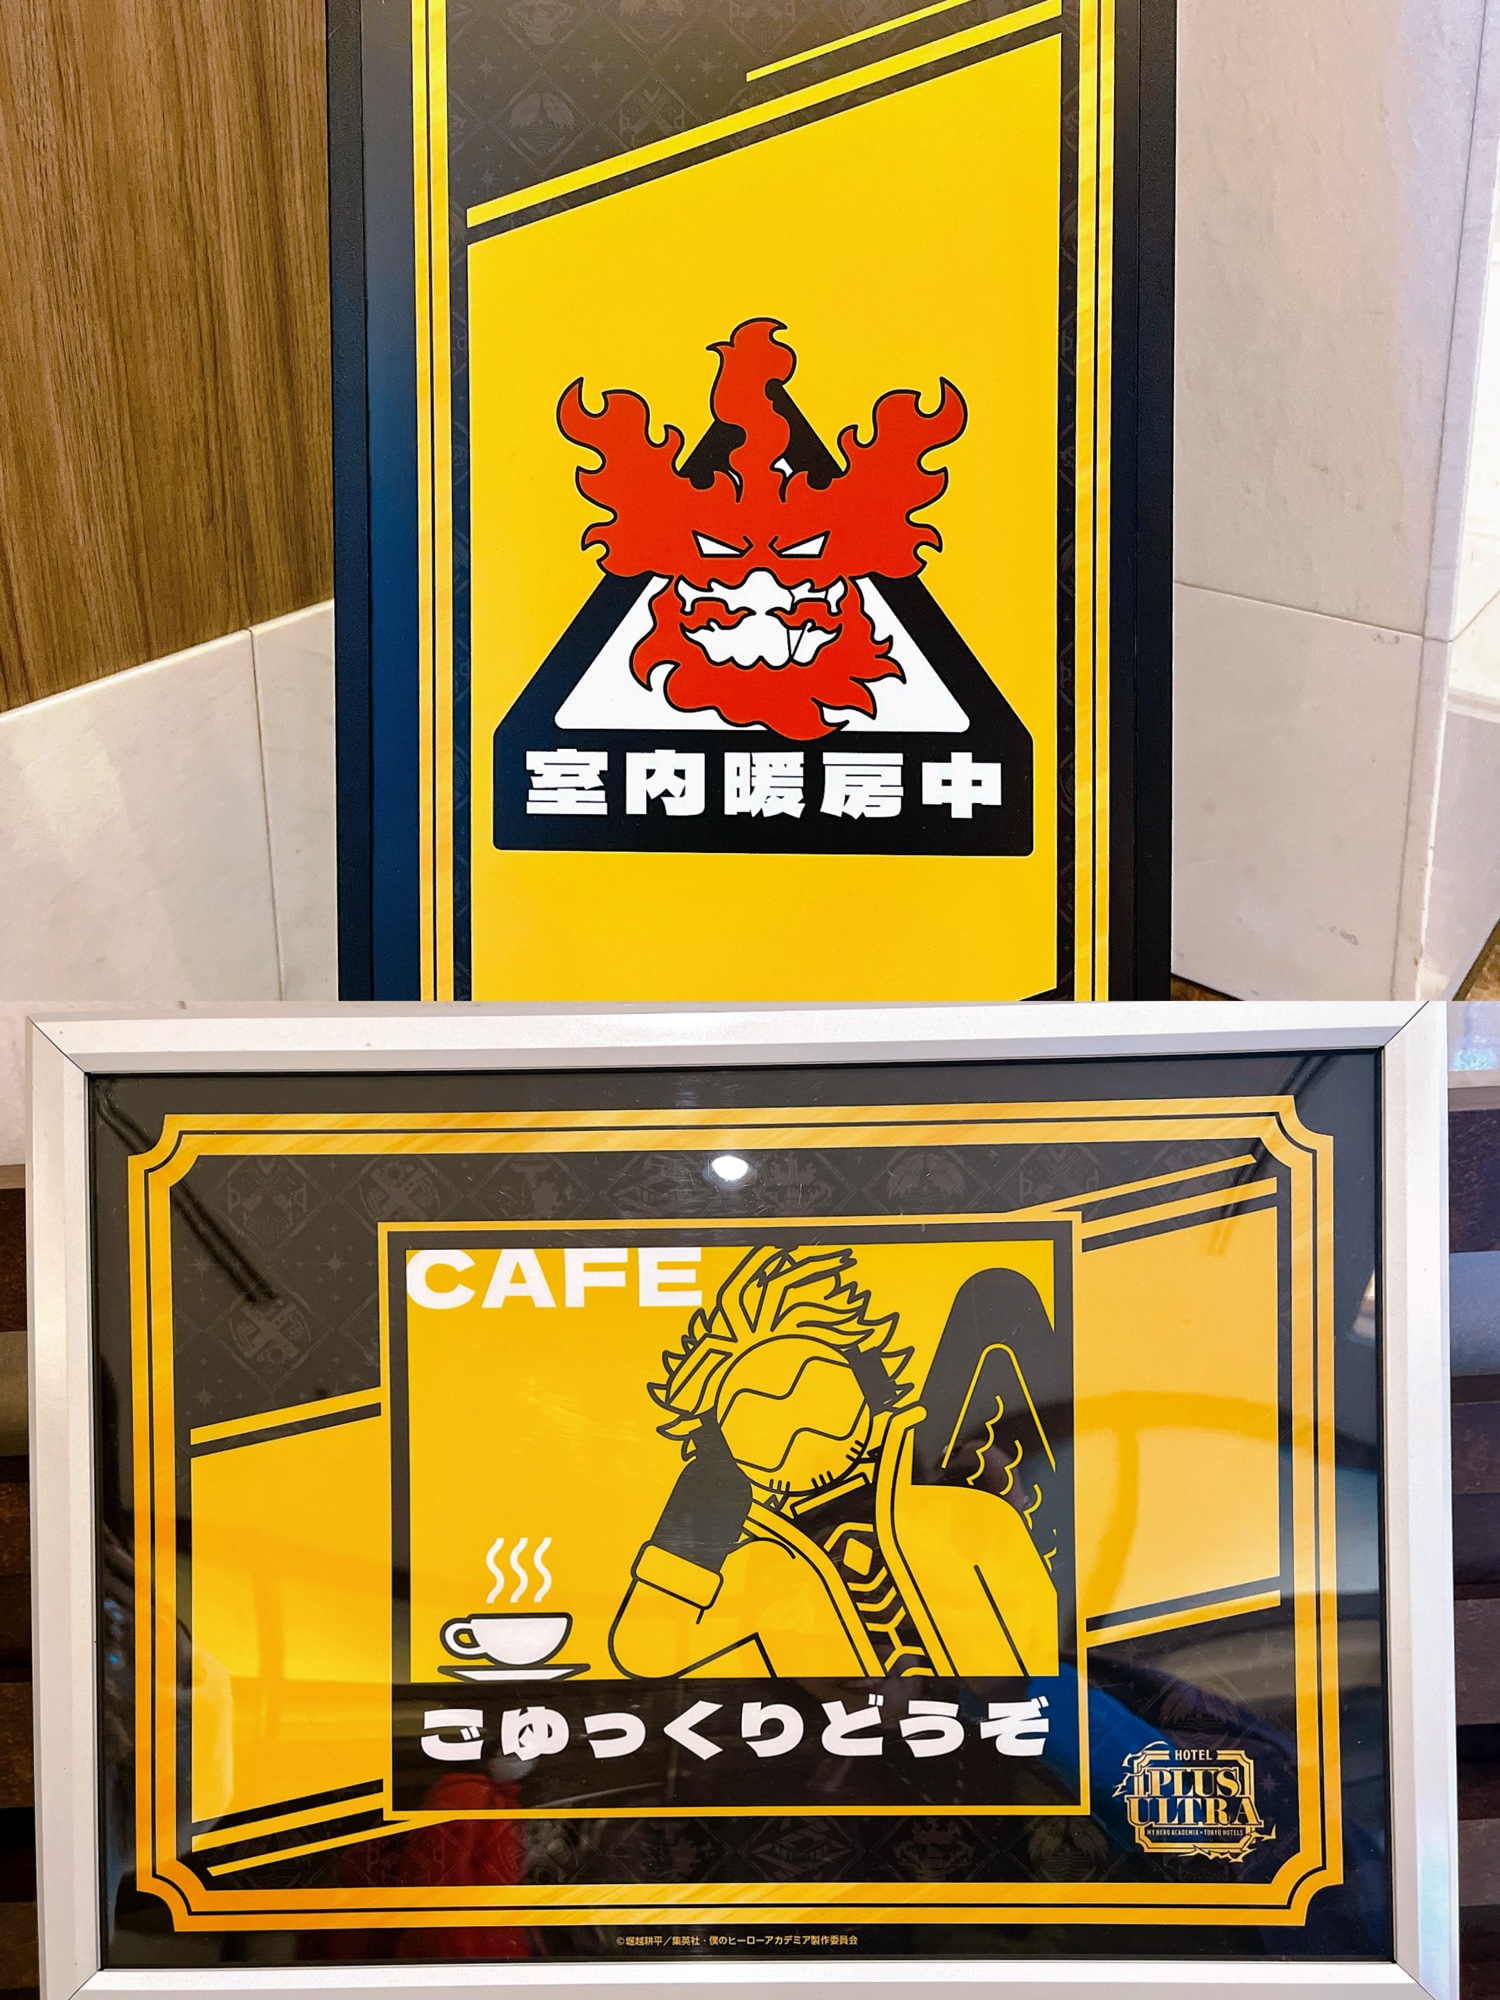 室内暖房中
CAFE
ごゆっくりどうぞ
HOTEL
PLUS
ULTRA
MY HERO ACADEMIA × TOKYU HOTELS
©堀越耕平／集英社・僕のヒーローアカデミア製作委員会